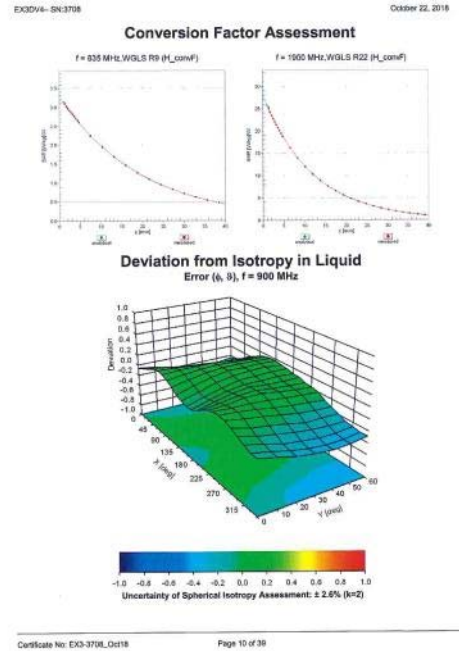 EX3DV4– SN:3708
October 22, 2018
Conversion Factor Assessment
f = 835 MHz,WGLS R9 (H_convF)
f = 1900 MHz,WGLS R22 (H_convF)
Deviation from Isotropy in Liquid
Error (ϕ, ϑ), f = 900 MHz
1.0
0.8
0.6
0.4
0.2
0.0
-0.2
-0.4
-0.6
-0.8
-1.0
Deviation
0
45
90
135
180
225
270
315
X [deg]
0
10
20
30
40
50
60
Y [deg]
-1.0 -0.8 -0.6 -0.4 -0.2 0.0 0.2 0.4 0.6 0.8 1.0
Uncertainty of Spherical Isotropy Assessment: ± 2.6% (k=2)
Certificate No: EX3-3708_Oct18
Page 10 of 39